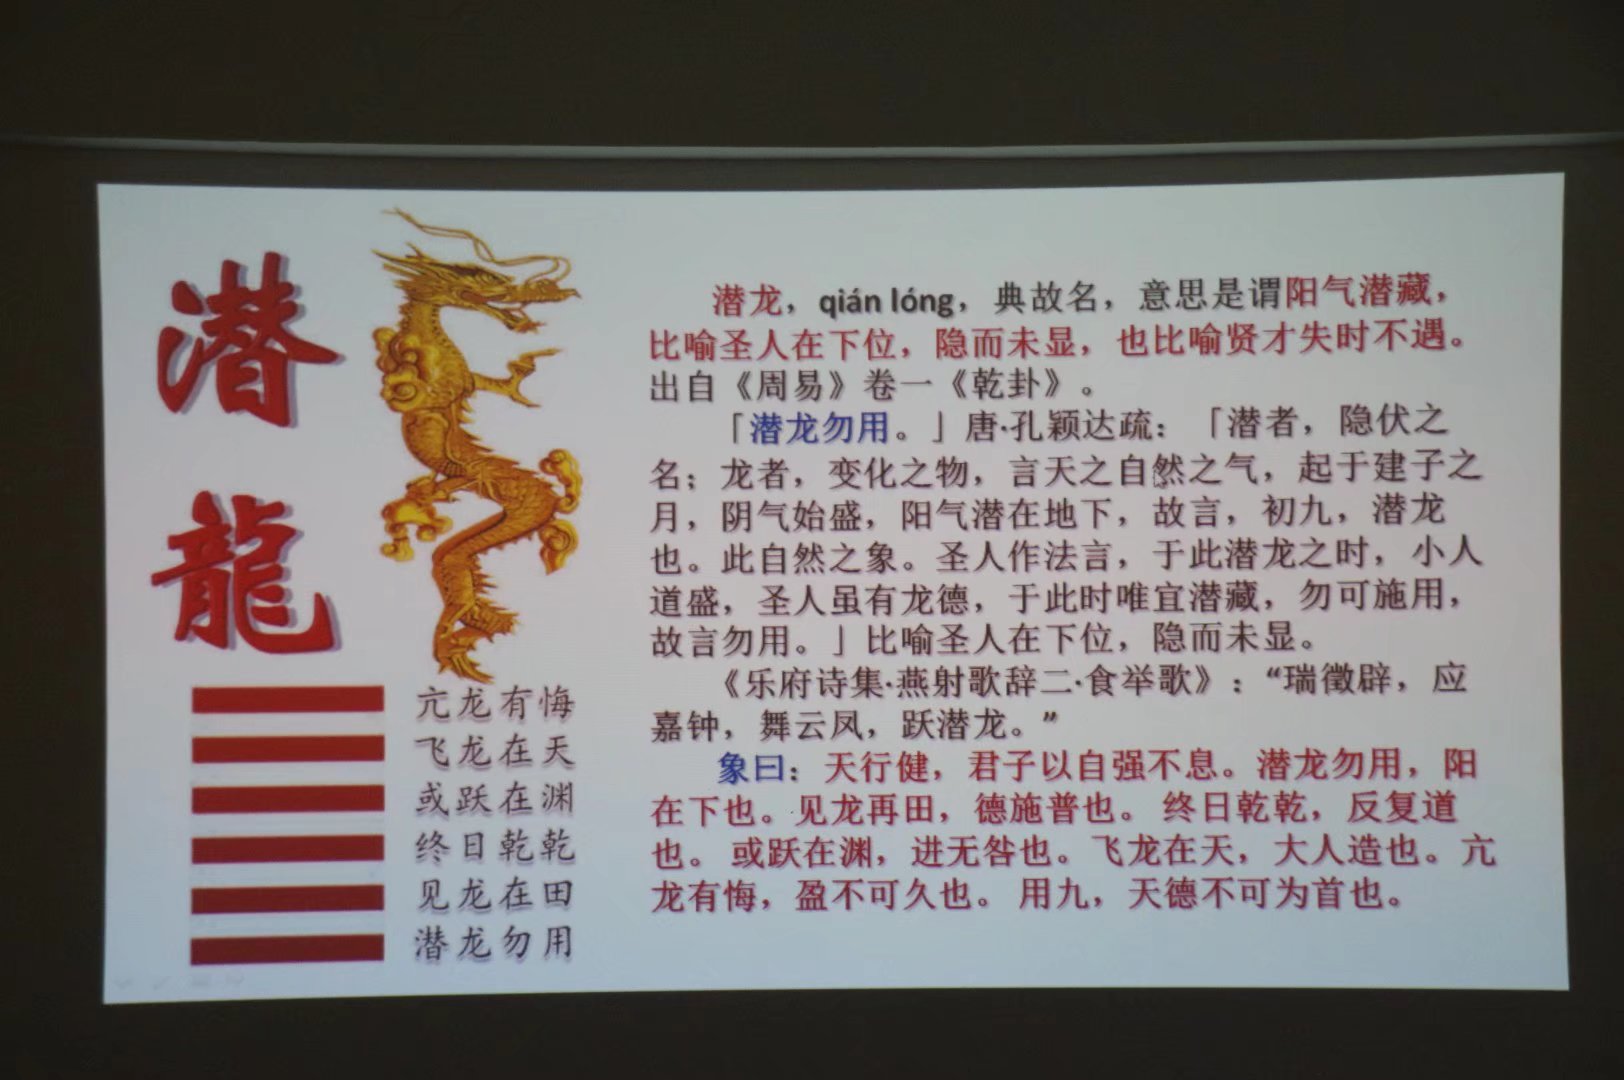 潜
龍
亢龙有悔
飞龙在天
或跃在渊
终日乾乾
见龙在田
潜龙勿用
潜龙，qián lóng，典故名，意思是谓阳气潜藏，
比喻圣人在下位，隐而未显，也比喻贤才失时不遇。
出自《周易》卷一《乾卦》。
「潜龙勿用。」唐·孔颖达疏：「潜者，隐伏之
名；龙者，变化之物，言天之自然之气，起于建子之
月，阴气始盛，阳气潜在地下，故言，初九，潜龙
也。此自然之象。圣人作法言，于此潜龙之时，小人
道盛，圣人虽有龙德，于此时唯宜潜藏，勿可施用，
故言勿用。」比喻圣人在下位，隐而未显。
《乐府诗集·燕射歌辞二·食举歌》：“瑞徵辟，应
嘉钟，舞云凤，跃潜龙。”
象曰：天行健，君子以自强不息。潜龙勿用，阳
在下也。见龙再田，德施普也。 终日乾乾，反复道
也。 或跃在渊，进无咎也。飞龙在天，大人造也。亢
龙有悔，盈不可久也。 用九，天德不可为首也。